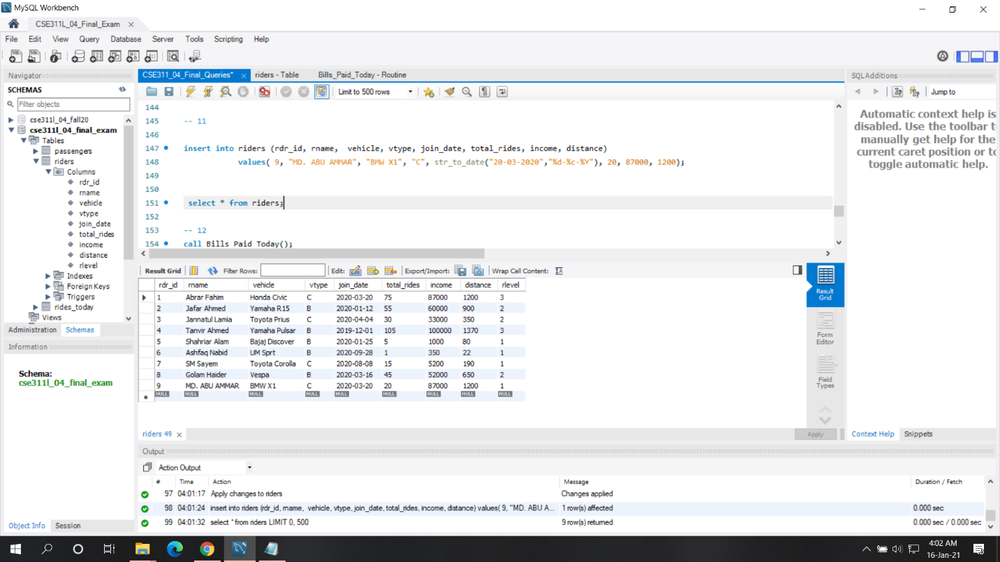 MySQL Workbench
CSE311L_04_Final_Exam
File Edit View Query Database Server Tools Scripting Help
Navigator
SCHEMAS
Filter objects
cse311l_04_fall20
cse311l_04_final_exam
Tables
passengers
riders
Columns
rdr_id
rname
vehicle
vtype
join_date
total_rides
income
distance
rlevel
Indexes
Foreign Keys
Triggers
rides_today
Views
Administration Schemas
Information
Schema:
cse311l_04_final_exam
Object Info Session
CSE311_04_Final_Queries* riders - Table Bills_Paid_Today - Routine
Limit to 500 rows
144
145 -- 11
146
147 insert into riders (rdr_id, rname, vehicle, vtype, join_date, total_rides, income, distance)
148 values( 9, "MD. ABU AMMAR", "BMW X1", "C", str_to_date("20-03-2020","%d-%c-%Y"), 20, 87000, 1200);
149
150
151 select * from riders;
152
153 -- 12
154 call Bills_Paid_Today();
Result Grid Filter Rows: Edit: Export/Import: Wrap Cell Content:
rdr_id rname vehicle vtype join_date total_rides income distance rlevel
1 Abrar Fahim Honda Civic C 2020-03-20 75 87000 1200 3
2 Jafar Ahmed Yamaha R15 B 2020-01-12 55 60000 900 2
3 Jannatul Lamia Toyota Prius C 2020-04-04 30 33000 350 2
4 Tanvir Ahmed Yamaha Pulsar B 2019-12-01 105 100000 1370 3
5 Shahriar Alam Bajaj Discover B 2020-01-25 5 1000 80 1
6 Ashfaq Nabid UM Sprt B 2020-09-28 1 350 22 1
7 SM Sayem Toyota Corolla C 2020-08-08 15 5200 190 1
8 Golam Haider Vespa B 2020-03-16 45 52000 650 2
9 MD. ABU AMMAR BMW X1 C 2020-03-20 20 87000 1200 1
NULL NULL NULL NULL NULL NULL NULL NULL NULL
Result
Grid
Form
Editor
Field
Types
riders 49
Apply
SQLAdditions
Jump to
Automatic context help is
disabled. Use the toolbar t
manually get help for the
current caret position or to
toggle automatic help.
Context Help Snippets
Output
Action Output
# Time Action Message Duration / Fetch
97 04:01:17 Apply changes to riders Changes applied
98 04:01:24 insert into riders (rdr_id, rname, vehicle, vtype, join_date, total_rides, income, distance) values( 9, "MD. ABU A... 1 row(s) affected 0.000 sec
99 04:01:32 select * from riders LIMIT 0, 500 9 row(s) returned 0.000 sec / 0.000 sec
4:02 AM
16-Jan-21